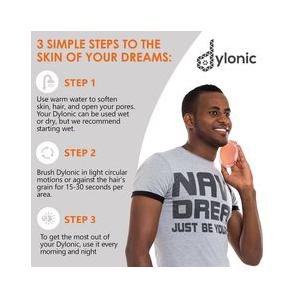 3 SIMPLE STEPS TO THE
SKIN OF YOUR DREAMS:
dylonic
STEP 1
Use warm water to soften
skin, hair, and open your pores.
Your Dylonic can be used wet
or dry, but we recommend
starting wet.
STEP 2
Brush Dylonic in light circular
motions or against the hair's
grain for 15-30 seconds per
area.
STEP 3
To get the most out of
your Dylonic, use it every
morning and night
DREA
JUST BE